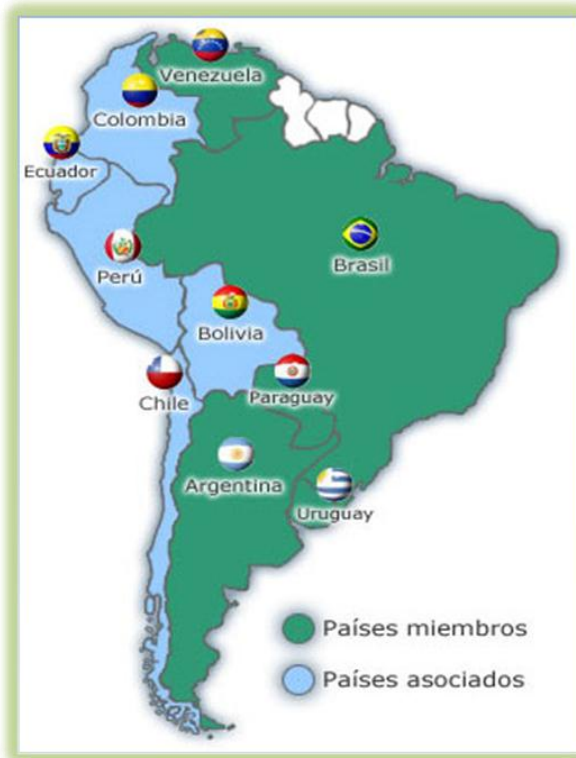 Venezuela
Colombia
Ecuador
Brasil
Perú
Bolivia
Paraguay
Chile
Argentina
Uruguay
Países miembros
Países asociados